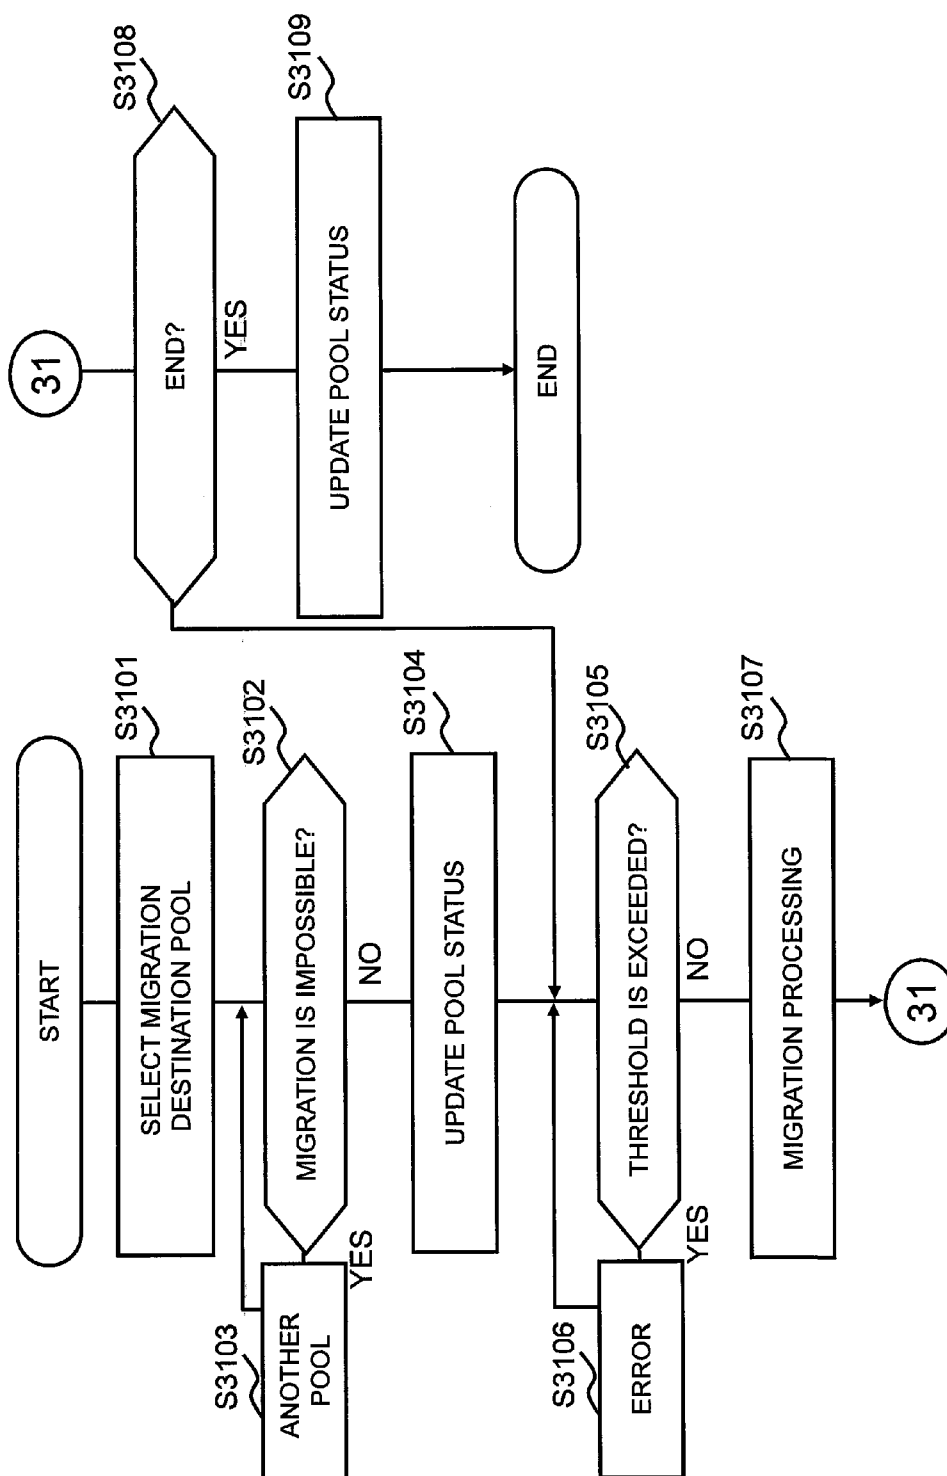 START
S3101
SELECT MIGRATION
DESTINATION POOL
S3102
MIGRATION IS IMPOSSIBLE?
YES
NO
S3103
ANOTHER
POOL
S3104
UPDATE POOL STATUS
S3105
THRESHOLD IS EXCEEDED?
YES
NO
S3106
ERROR
S3107
MIGRATION PROCESSING
31
31
S3108
END?
YES
S3109
UPDATE POOL STATUS
END